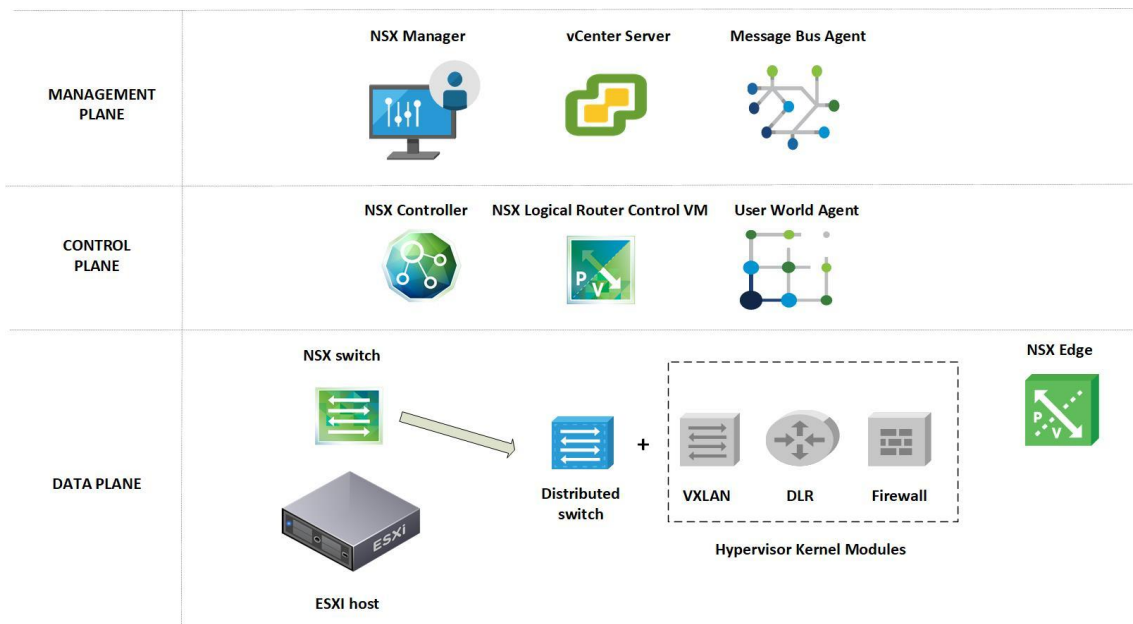 NSX Manager
vCenter Server
Message Bus Agent
MANAGEMENT
PLANE
NSX Controller
NSX Logical Router Control VM
User World Agent
CONTROL
PLANE
P
V
NSX switch
NSX Edge
P
V
+
DATA PLANE
Distributed
switch
VXLAN
DLR
Firewall
ESXi
Hypervisor Kernel Modules
ESXI host